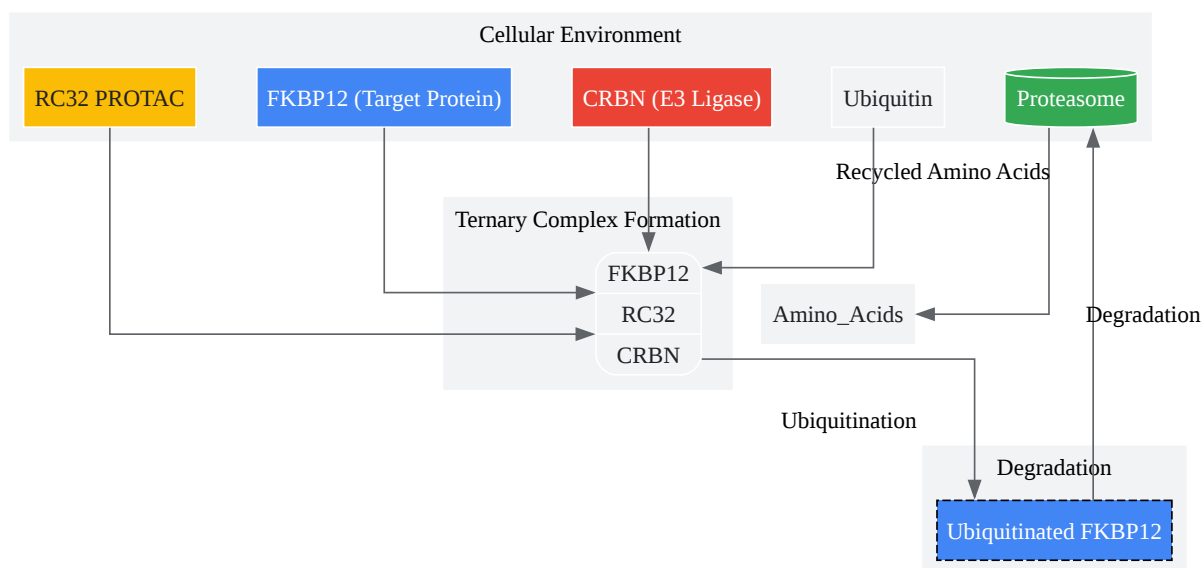 Cellular Environment
RC32 PROTAC
FKBP12 (Target Protein)
CRBN (E3 Ligase)
Ubiquitin
Proteasome
Recycled Amino Acids
Ternary Complex Formation
FKBP12
RC32
CRBN
Amino_Acids
Degradation
Ubiquitination
Degradation
Ubiquitinated FKBP12